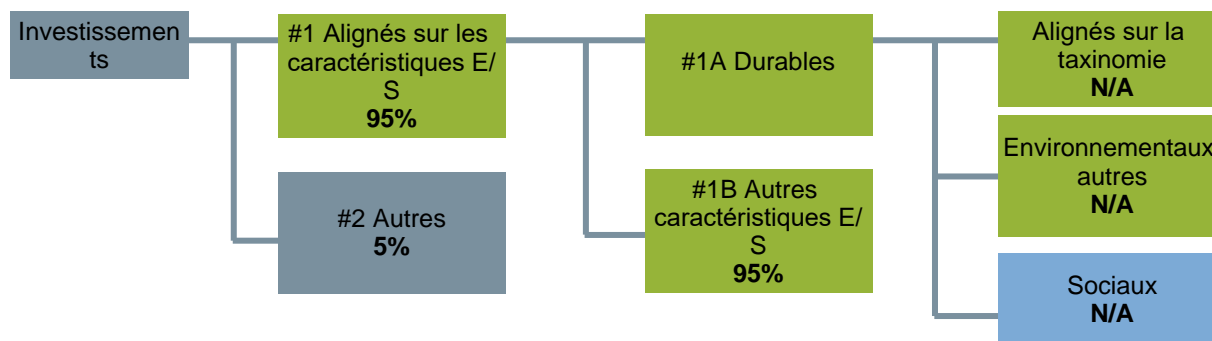 Investissemen
ts
#1 Alignés sur les
caractéristiques E/
S
95%
#2 Autres
5%
#1A Durables
#1B Autres
caractéristiques E/
S
95%
Alignés sur la
taxinomie
N/A
Environnementaux
autres
N/A
Sociaux
N/A